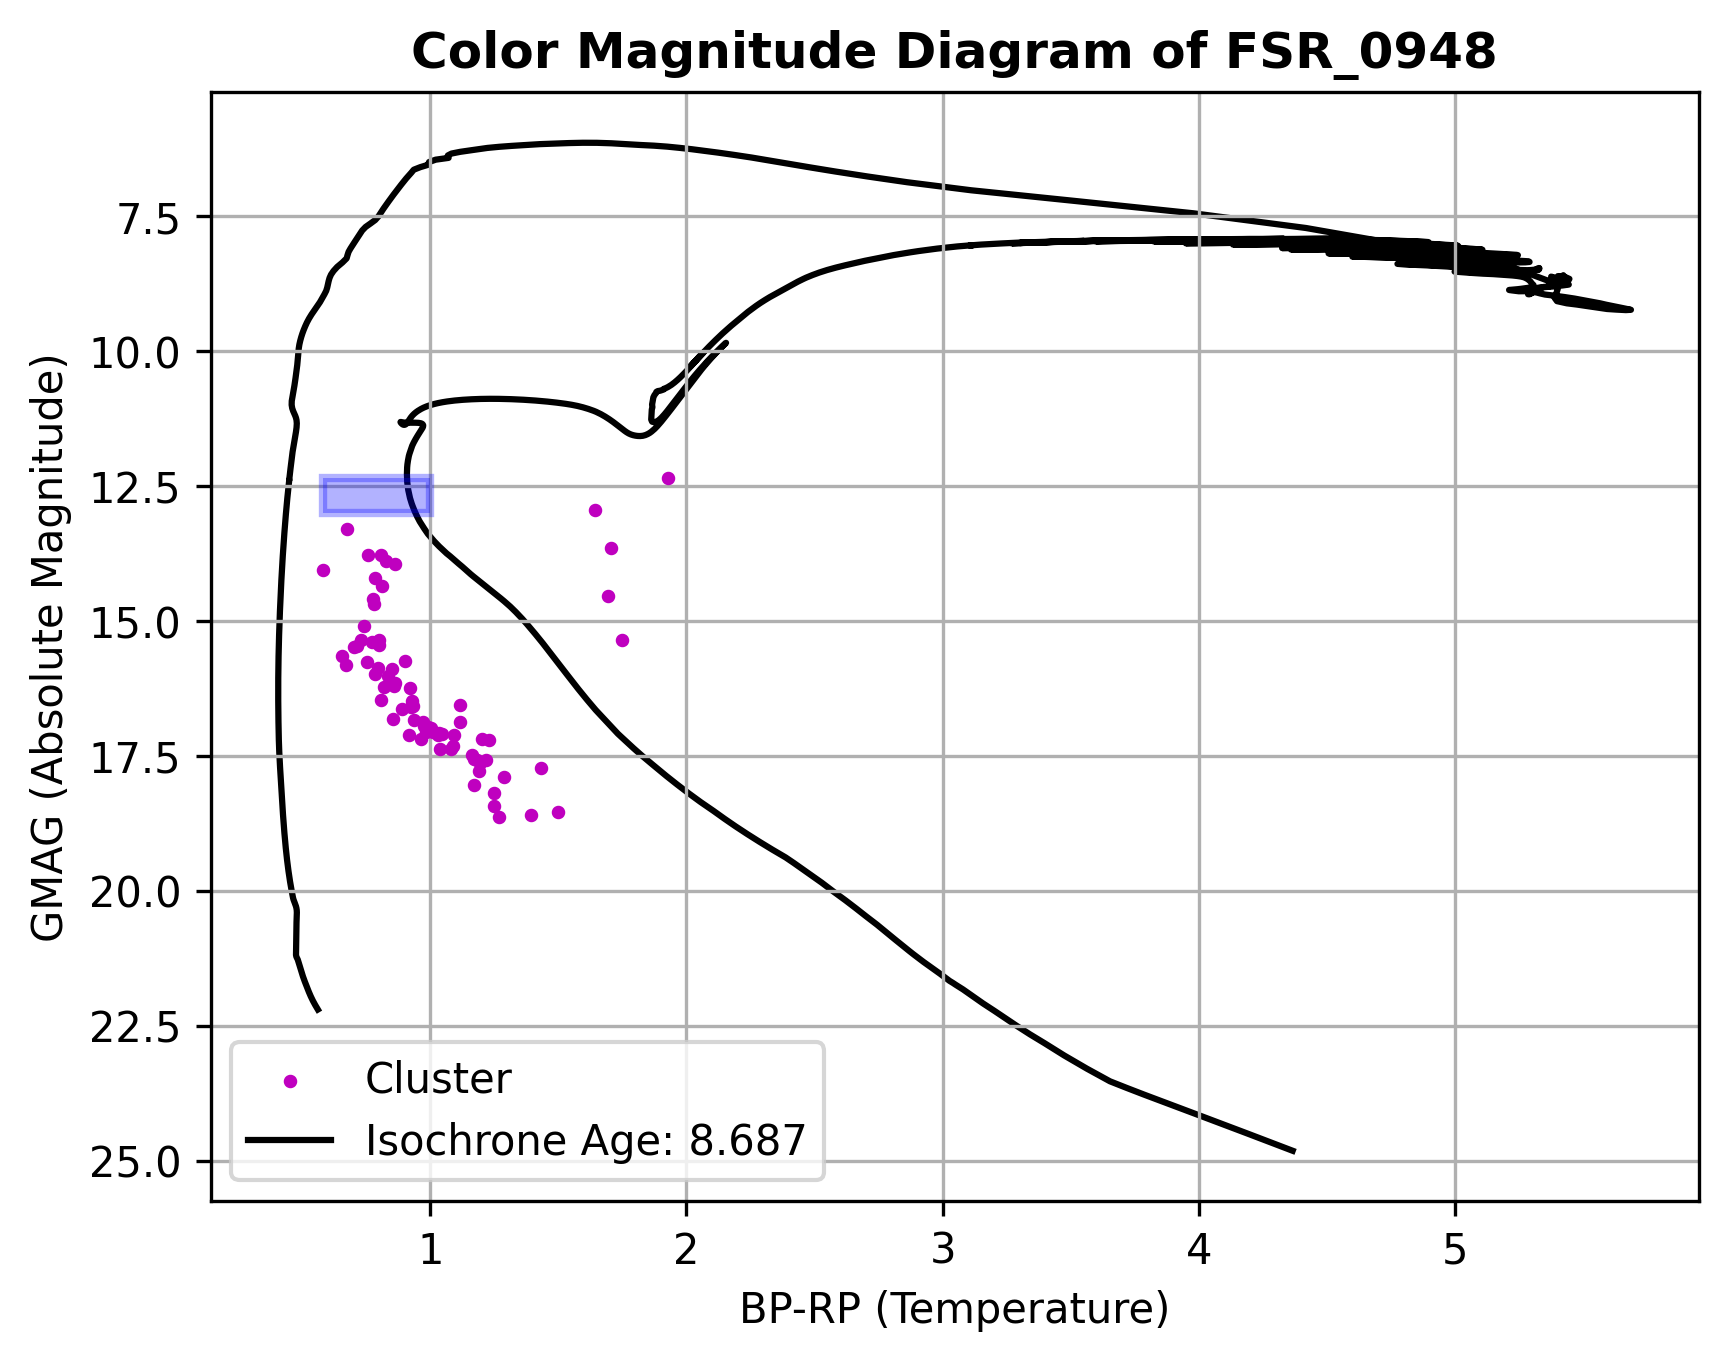 Color Magnitude Diagram of FSR_0948
GMAG (Absolute Magnitude)
7.5
10.0
12.5
15.0
17.5
20.0
22.5
25.0
Cluster
Isochrone Age: 8.687
1 2 3 4 5
BP-RP (Temperature)